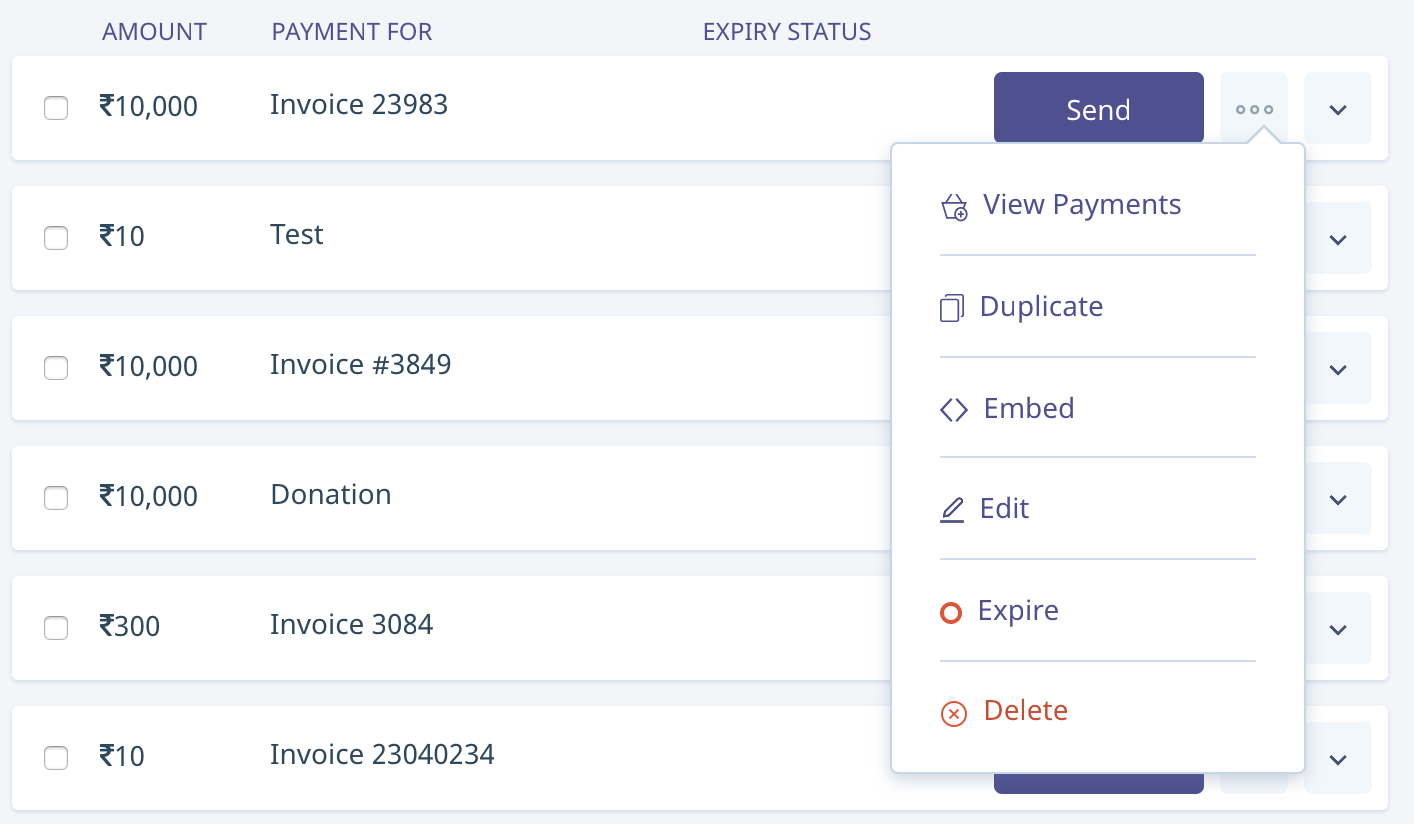 AMOUNT PAYMENT FOR EXPIRY STATUS
₹10,000 Invoice 23983 Send
View Payments
₹10 Test
Duplicate
₹10,000 Invoice #3849
Embed
₹10,000 Donation
Edit
₹300 Invoice 3084
Expire
Delete
₹10 Invoice 23040234